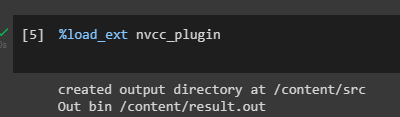 [5] %load_ext nvcc_plugin
created output directory at /content/src
Out bin /content/result.out